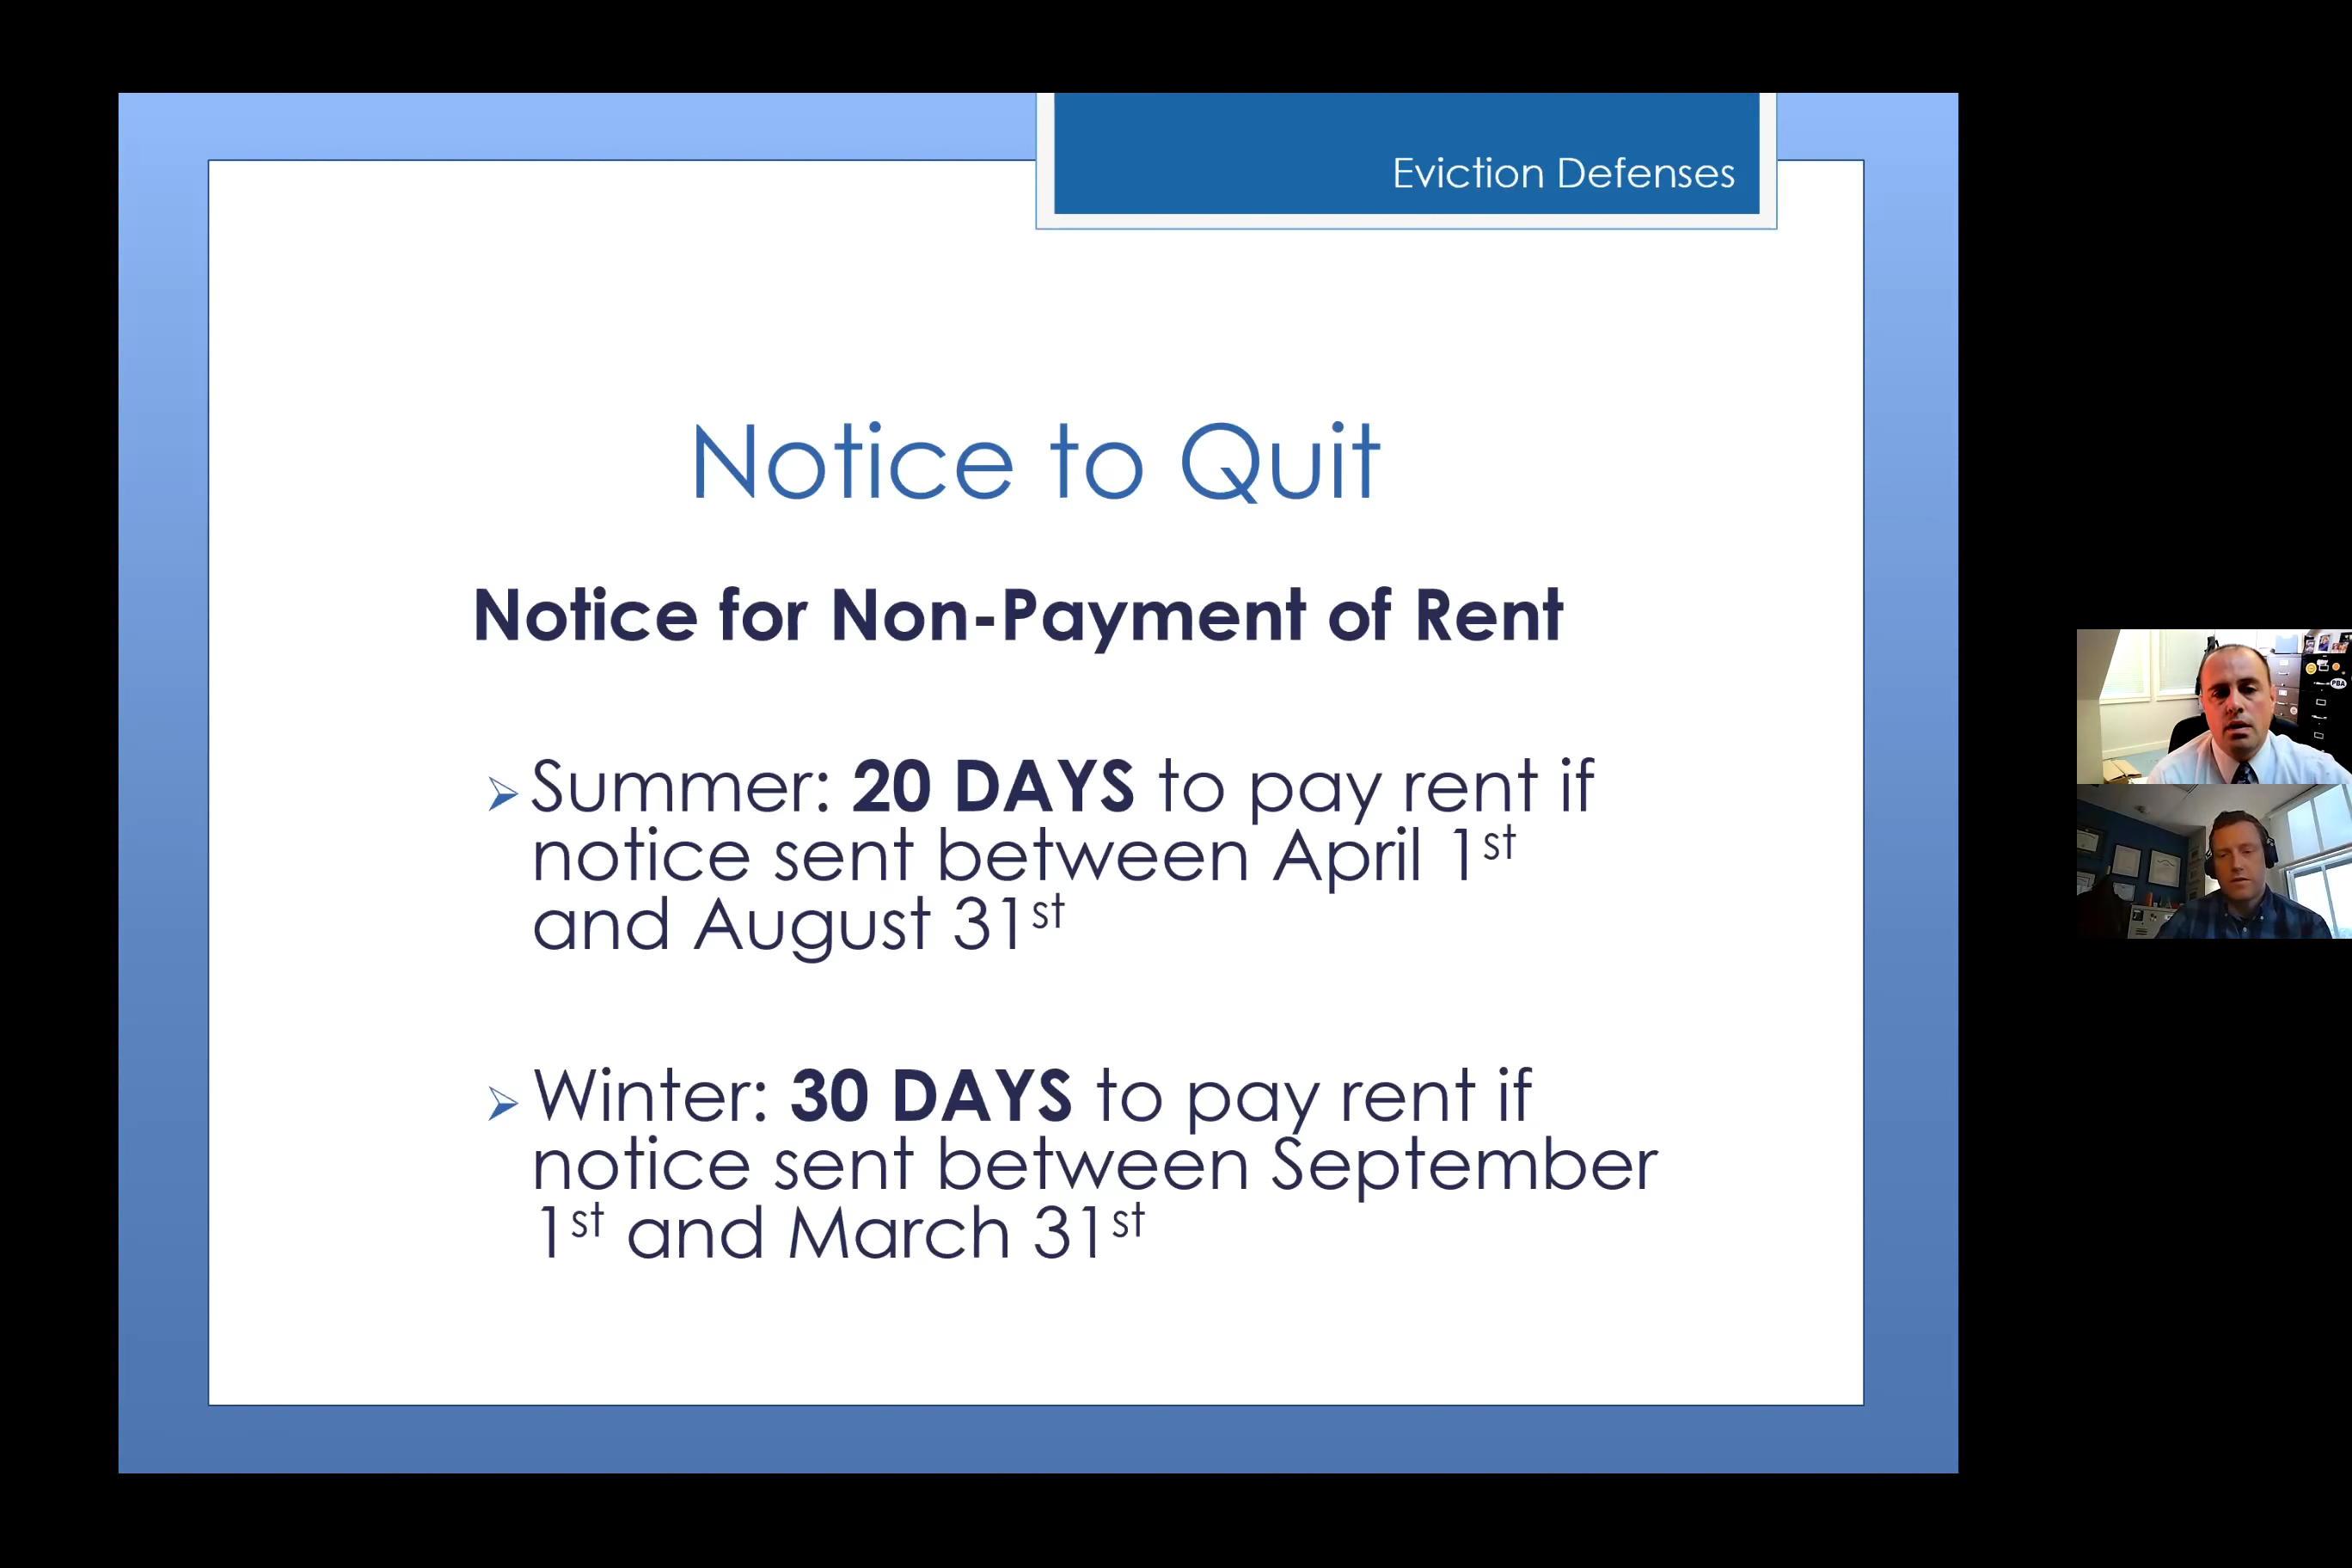 Eviction Defenses
Notice to Quit
Notice for Non-Payment of Rent
➢ Summer: 20 DAYS to pay rent if
notice sent between April 1st
and August 31st
➢ Winter: 30 DAYS to pay rent if
notice sent between September
1st and March 31st
PBA